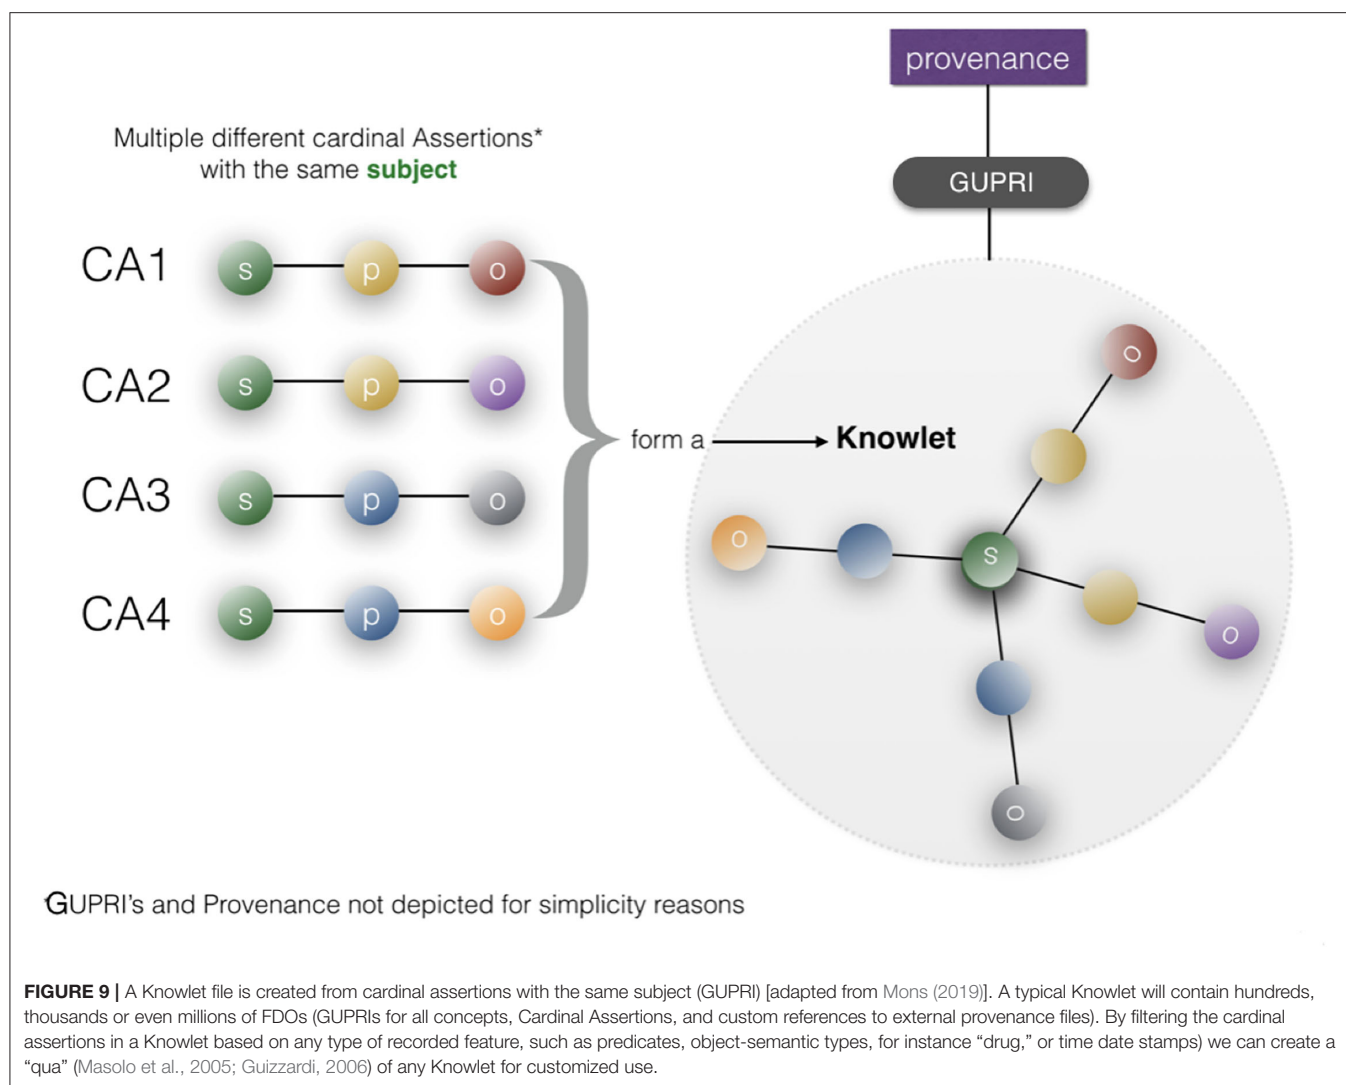 provenance
GUPRI
Multiple different cardinal Assertions*
with the same subject
CA1 s p o
CA2 s p o
CA3 s p o
CA4 s p o
form a
Knowlet
o
o
s
o
o
*GUPRI's and Provenance not depicted for simplicity reasons
FIGURE 9 | A Knowlet file is created from cardinal assertions with the same subject (GUPRI) [adapted from Mons (2019)]. A typical Knowlet will contain hundreds,
thousands or even millions of FDOs (GUPRIs for all concepts, Cardinal Assertions, and custom references to external provenance files). By filtering the cardinal
assertions in a Knowlet based on any type of recorded feature, such as predicates, object-semantic types, for instance “drug,” or time date stamps) we can create a
“qua” (Masolo et al., 2005; Guizzardi, 2006) of any Knowlet for customized use.